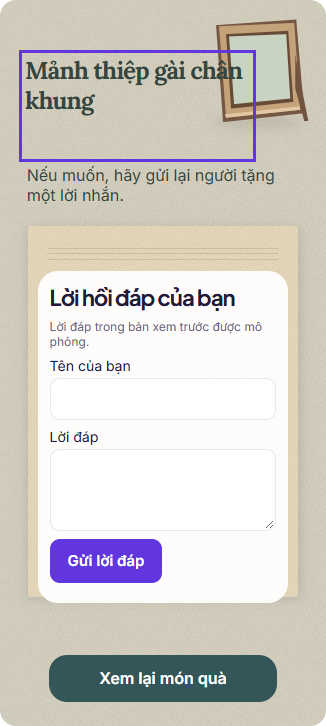 Mảnh thiệp gài chân
khung
Nếu muốn, hãy gửi lại người tặng
một lời nhắn.
Lời hồi đáp của bạn
Lời đáp trong bản xem trước được mô
phỏng.
Tên của bạn
Lời đáp
Gửi lời đáp
Xem lại món quà